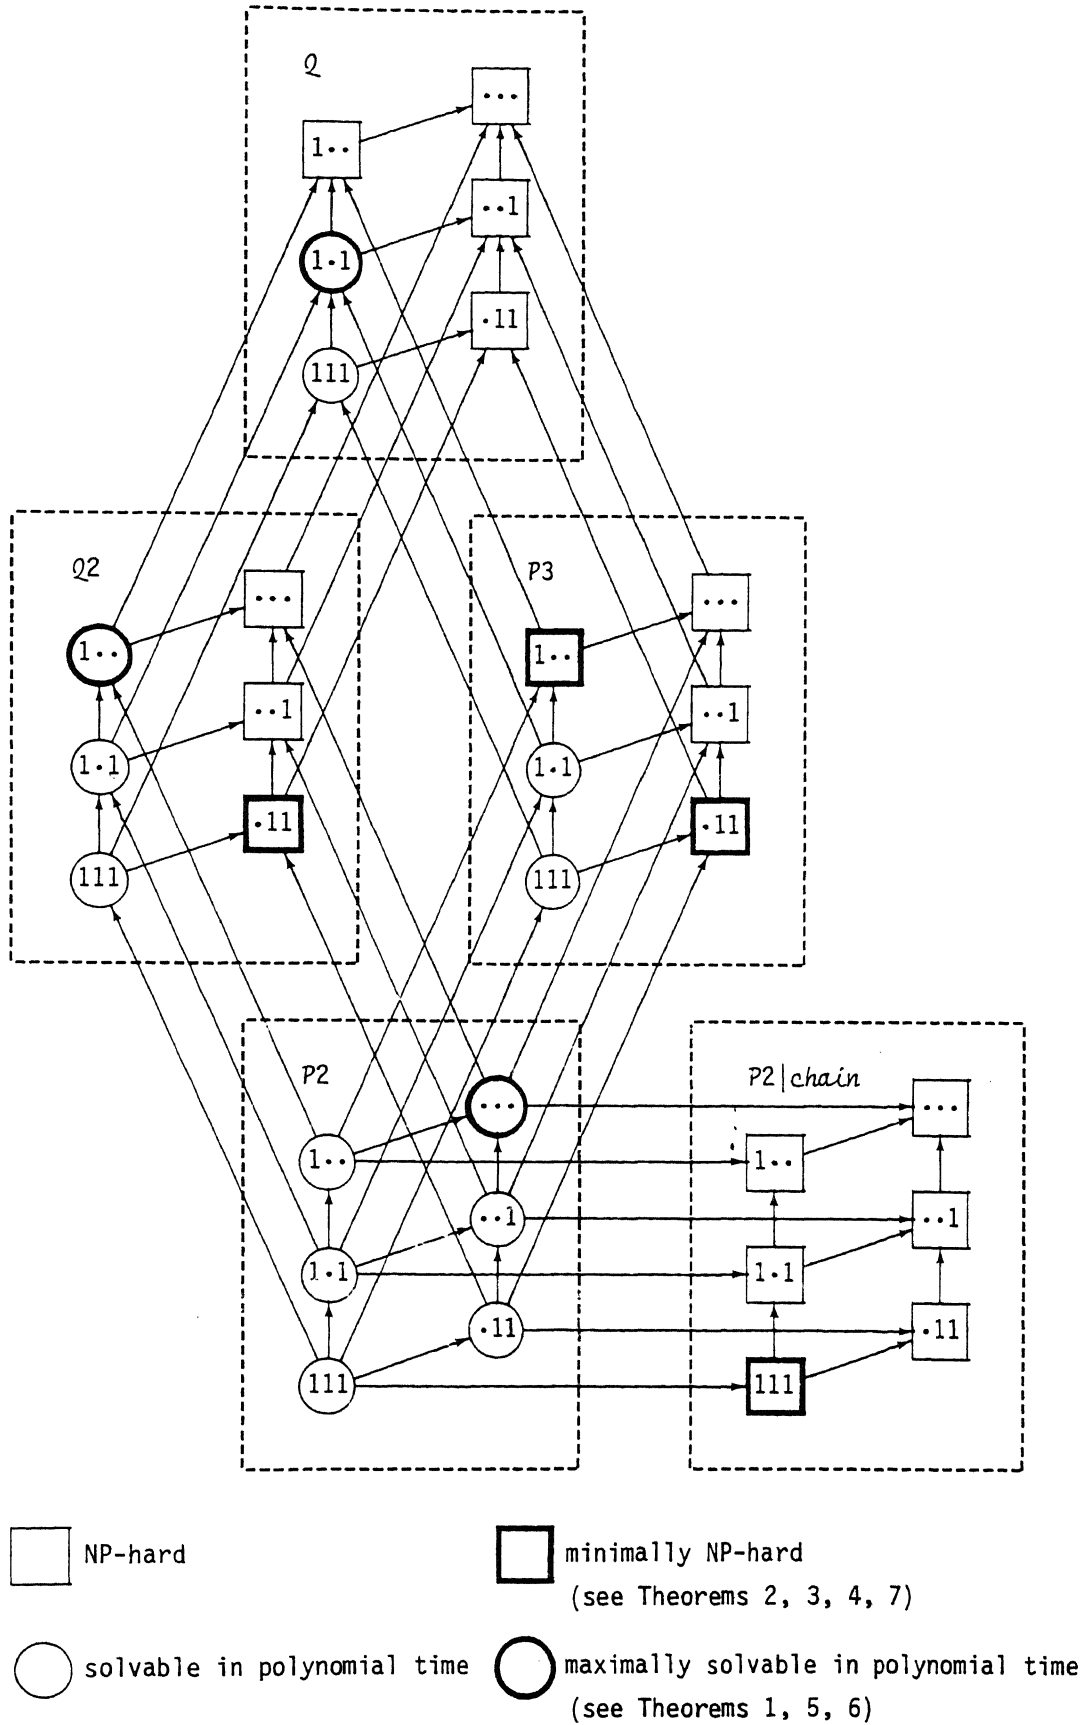 Q
···
1··
··1
1·1
·11
111
Q2
···
1··
··1
1·1
·11
111
P3
···
1··
··1
1·1
·11
111
P2
···
1··
··1
1·1
·11
111
P2|chain
···
1··
··1
1·1
·11
111
NP-hard
minimally NP-hard
(see Theorems 2, 3, 4, 7)
solvable in polynomial time
maximally solvable in polynomial time
(see Theorems 1, 5, 6)